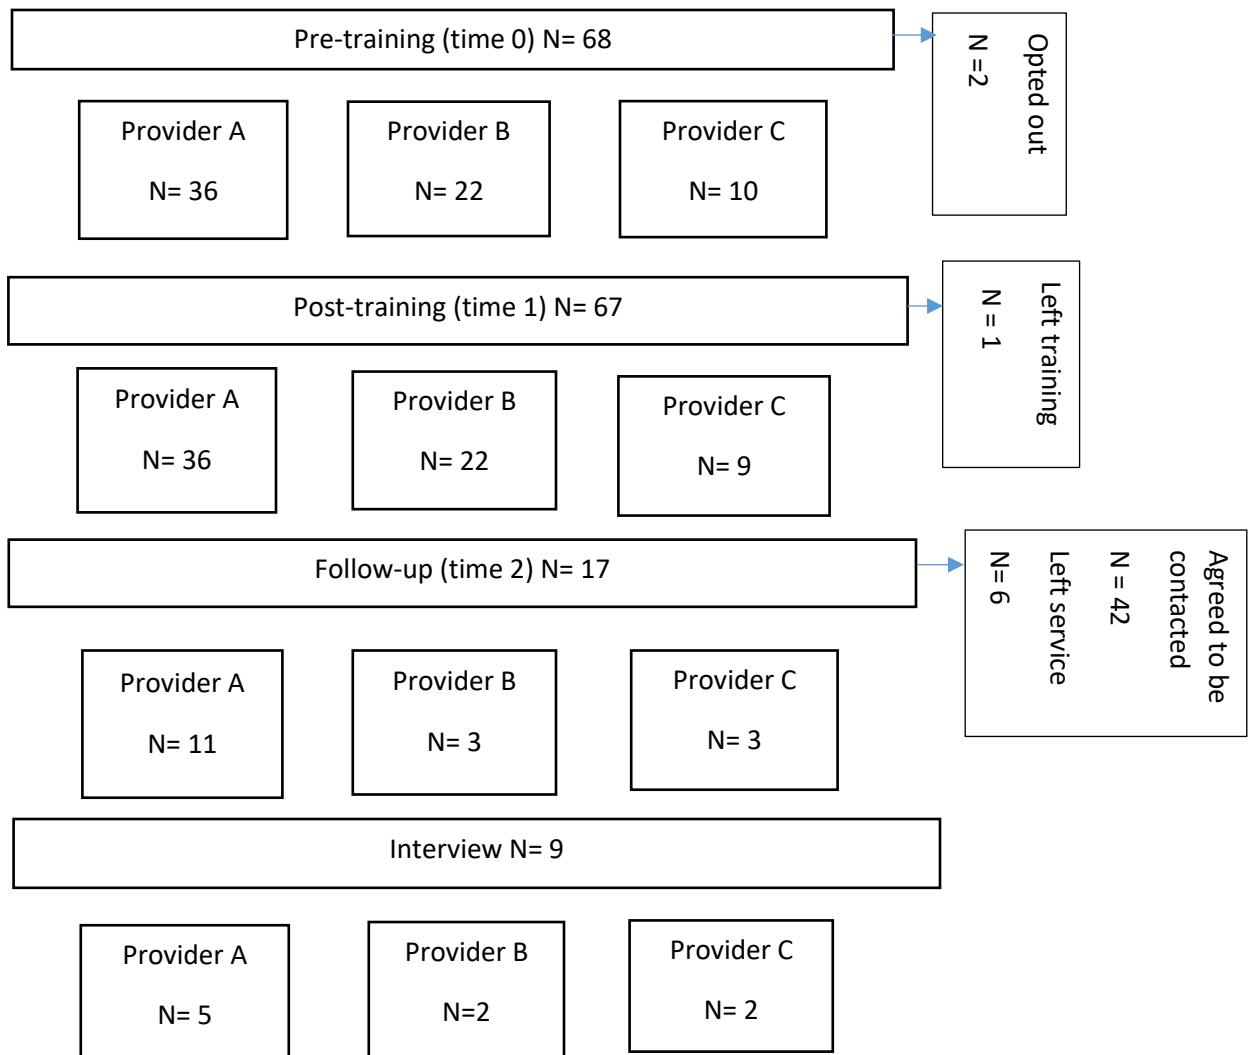 Pre-training (time 0) N= 68
Opted out
N =2
Provider A
N= 36
Provider B
N= 22
Provider C
N= 10
Post-training (time 1) N= 67
Left training
N = 1
Provider A
N= 36
Provider B
N= 22
Provider C
N= 9
Follow-up (time 2) N= 17
Agreed to be
contacted
N = 42
Left service
N= 6
Provider A
N= 11
Provider B
N= 3
Provider C
N= 3
Interview N= 9
Provider A
N= 5
Provider B
N=2
Provider C
N= 2